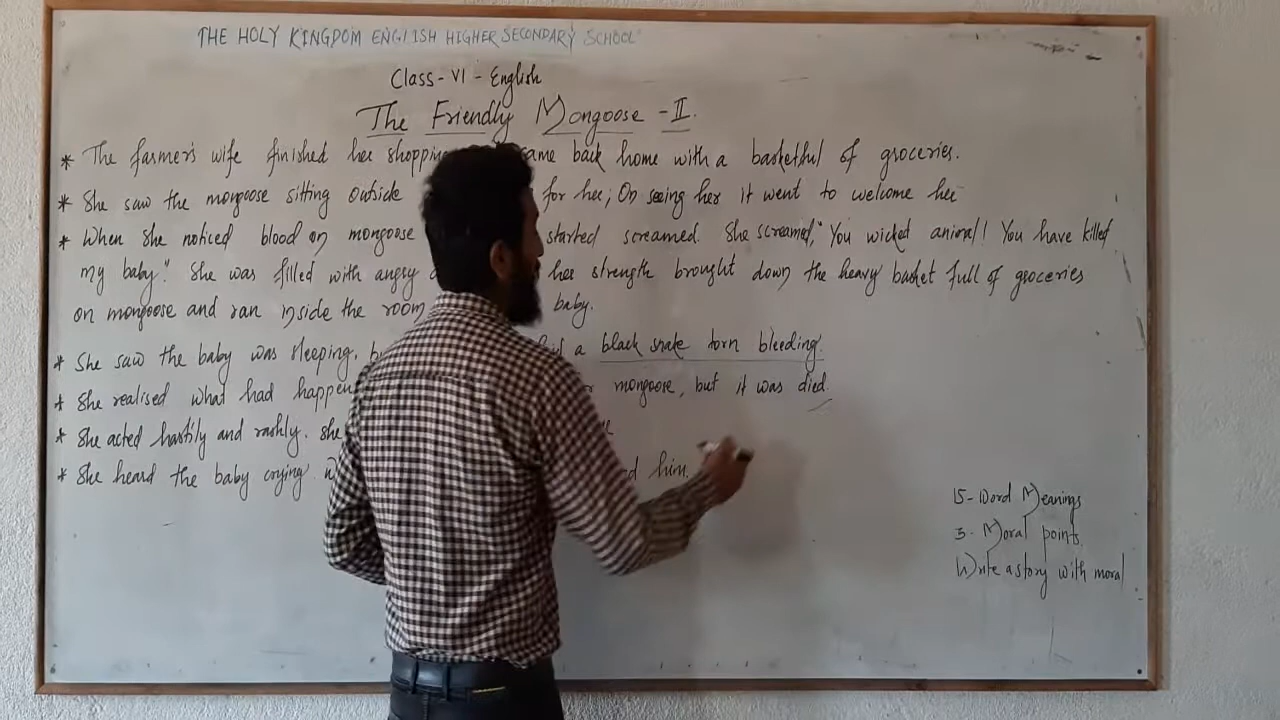 THE HOLY KINGDOM ENGLISH HIGHER SECONDARY SCHOOL
Class - VI - English
The Friendly Mongoose - II.
* The farmer's wife finished her shopping came back home with a basketful of groceries.
* She saw the mongoose sitting outside for her; On seeing her it went to welcome her
* When she noticed blood on mongoose started screamed. She screamed, "You wicked animal! You have killed
my baby." She was filled with angry her strength brought down the heavy basket full of groceries
on mongoose and ran inside the room baby.
* She saw the baby was sleeping, a black snake torn bleeding.
* She realised what had mongoose, but it was died.
* She acted hastily and rashly. She
* She heard the baby crying him.
15 - Word Meanings
3. Moral points
Write a story with moral